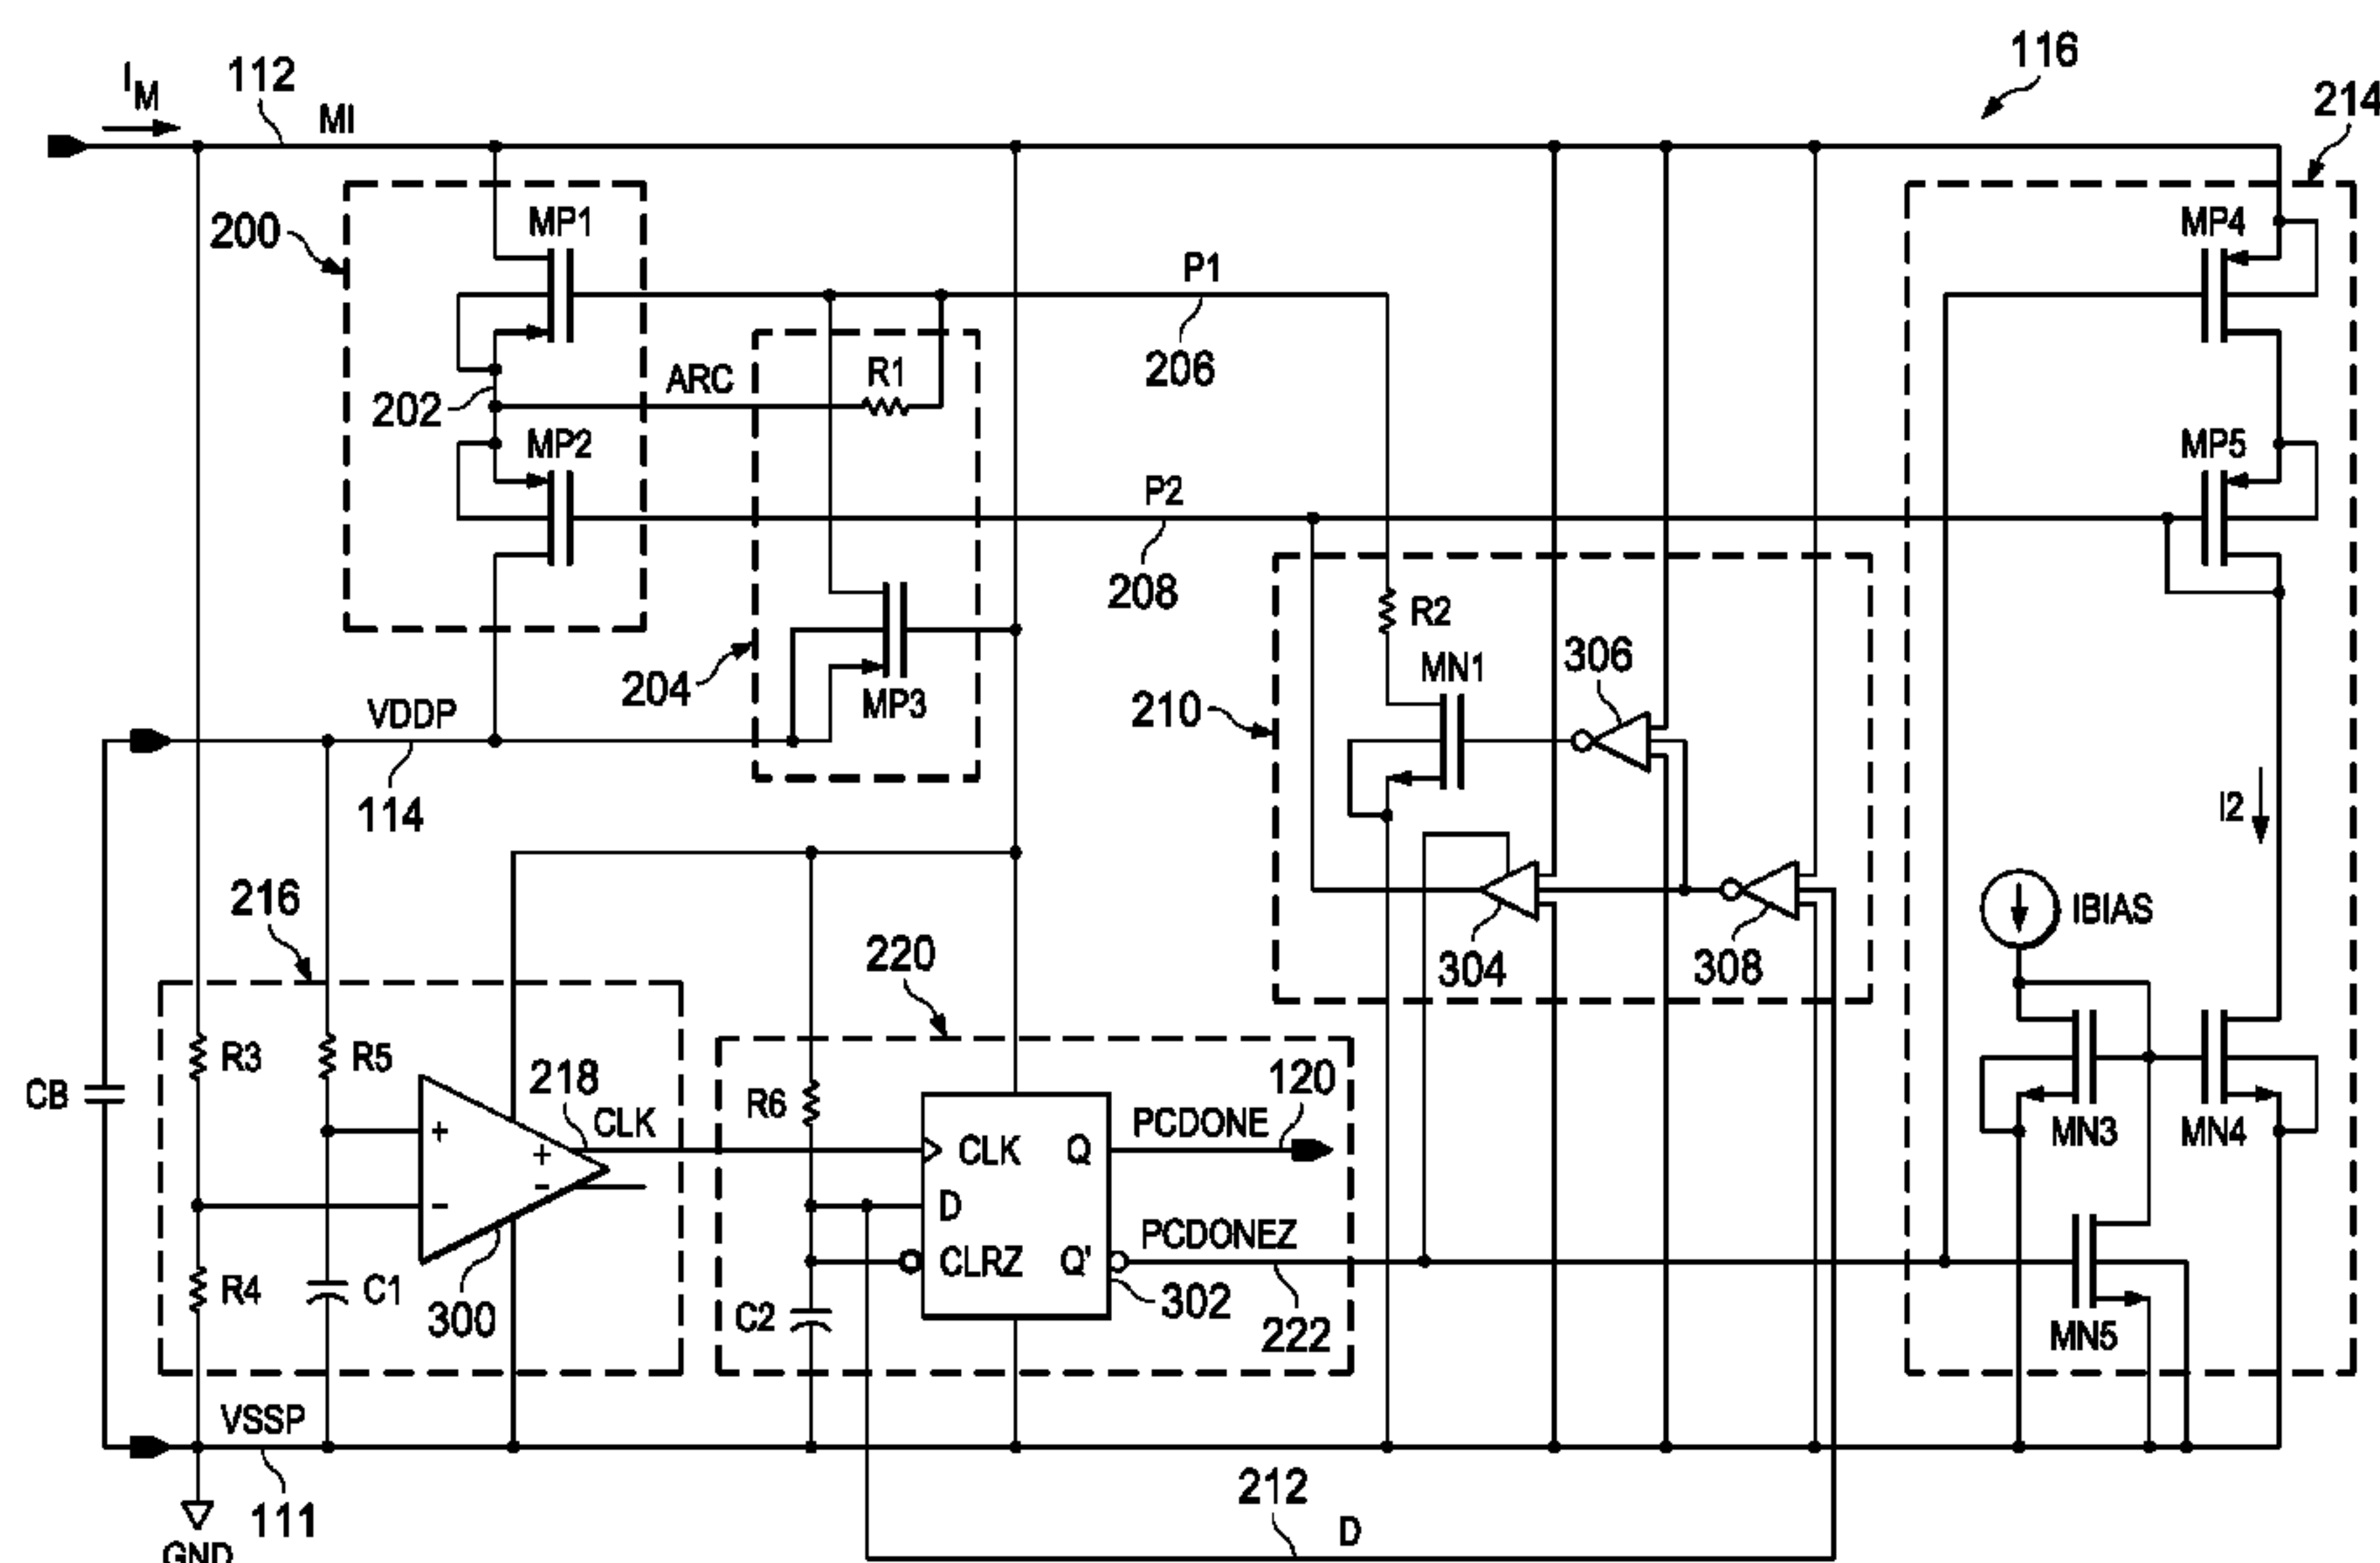 116
I_M
112
MI
214
200
MP1
MP4
P1
206
ARC
R1
202
MP2
MP5
P2
208
R2
306
MN1
204
MP3
210
VDDP
114
I2
216
220
304
308
IBIAS
R3
R5
218
CLK
R6
120
PCDONE
CB
+
+
-
CLK
Q
MN3
MN4
-
D
PCDONEZ
CLRZ
Q'
R4
C1
300
C2
302
222
MN5
VSSP
111
212
D
GND